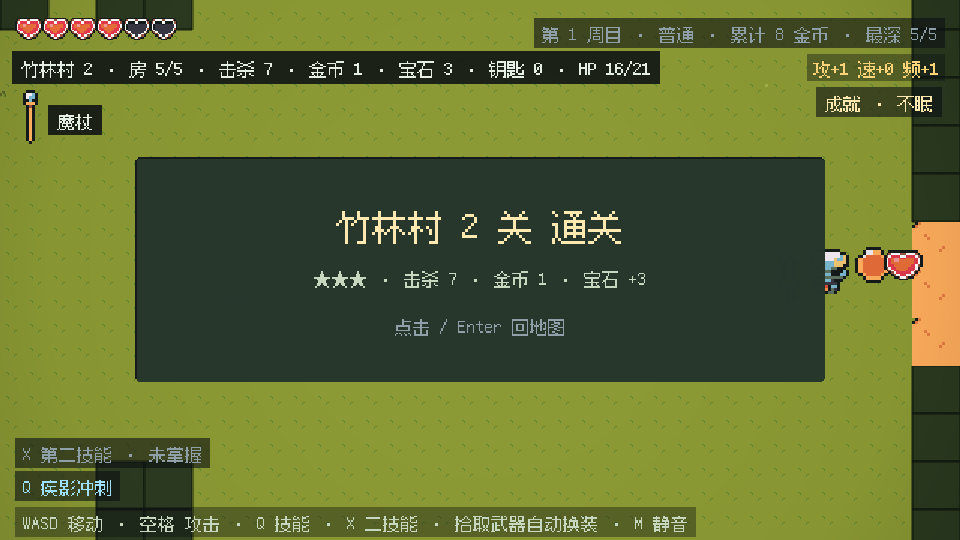 第 1 周目 · 普通 · 累计 8 金币 · 最深 5/5
竹林村 2 · 房 5/5 · 击杀 7 · 金币 1 · 宝石 3 · 钥匙 0 · HP 16/21
攻+1 速+0 频+1
魔杖
成就 · 不眠
竹林村 2 关 通关
★★★ · 击杀 7 · 金币 1 · 宝石 +3
点击 / Enter 回地图
X 第二技能 · 未掌握
Q 疾影冲刺
WASD 移动 · 空格 攻击 · Q 技能 · X 二技能 · 拾取武器自动换装 · M 静音